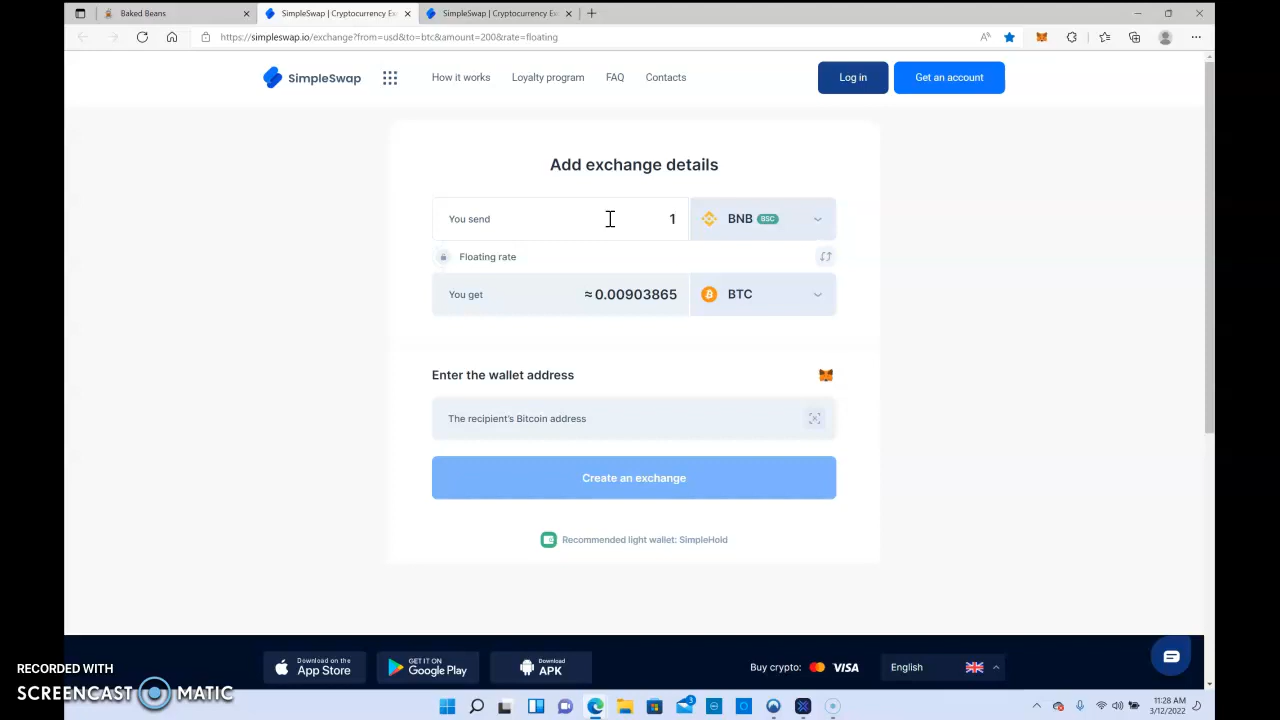 Baked Beans
SimpleSwap | Cryptocurrency Ex
SimpleSwap | Cryptocurrency Ex
https://simpleswap.io/exchange?from=usd&to=btc&amount=200&rate=floating
SimpleSwap
How it works
Loyalty program
FAQ
Contacts
Log in
Get an account
Add exchange details
You send
1
BNB BSC
Floating rate
You get
≈ 0.00903865
BTC
Enter the wallet address
The recipient's Bitcoin address
Create an exchange
Recommended light wallet: SimpleHold
Download on the
App Store
GET IT ON
Google Play
Download
APK
Buy crypto:
VISA
English
RECORDED WITH
SCREENCAST MATIC
3
11:28 AM
3/12/2022